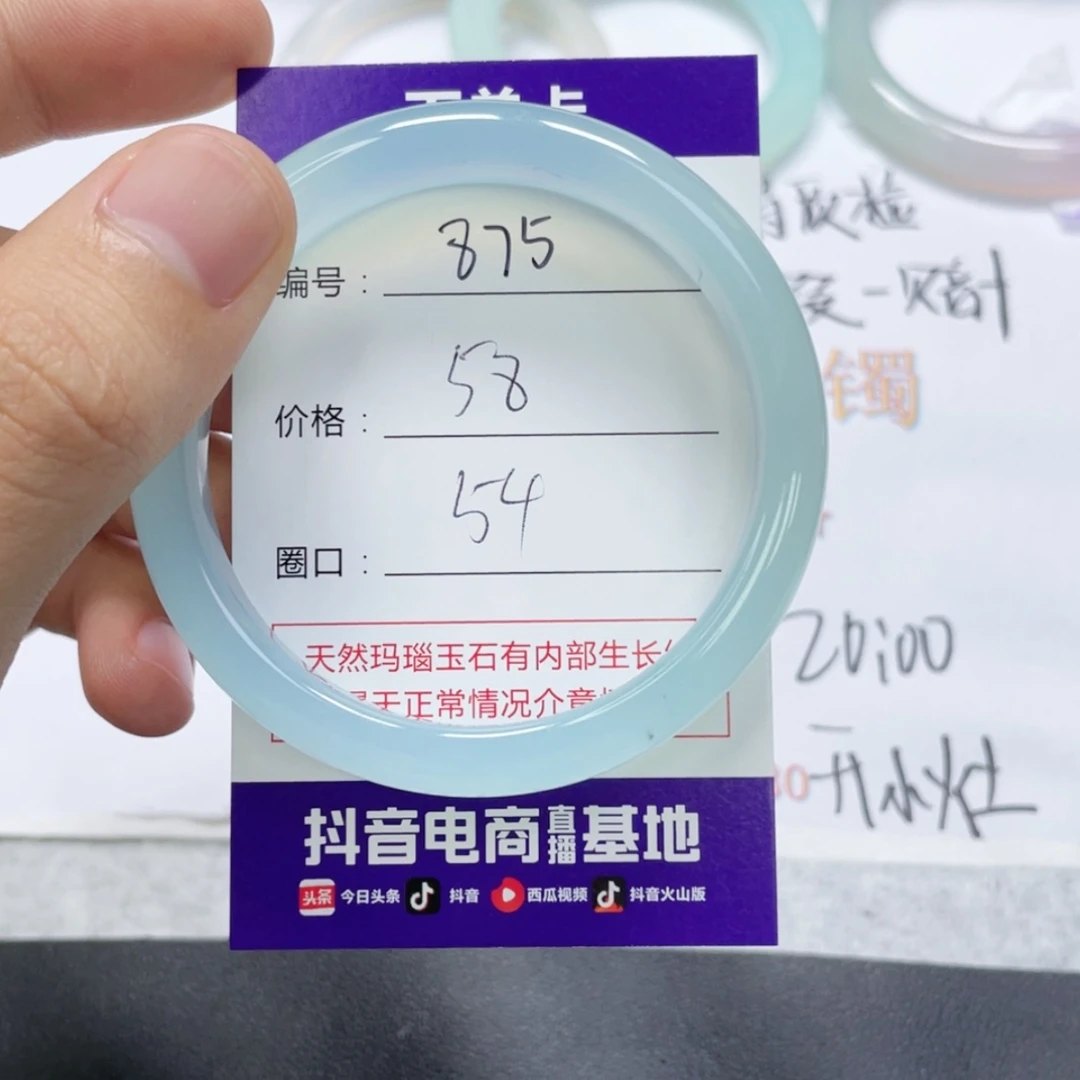 编号： 875
价格： 58
圈口： 54
天然玛瑙玉石有内部生长
于正常情况介意
抖音电商直播基地
头条 今日头条 抖音 西瓜视频 抖音火山版
镯
20:00